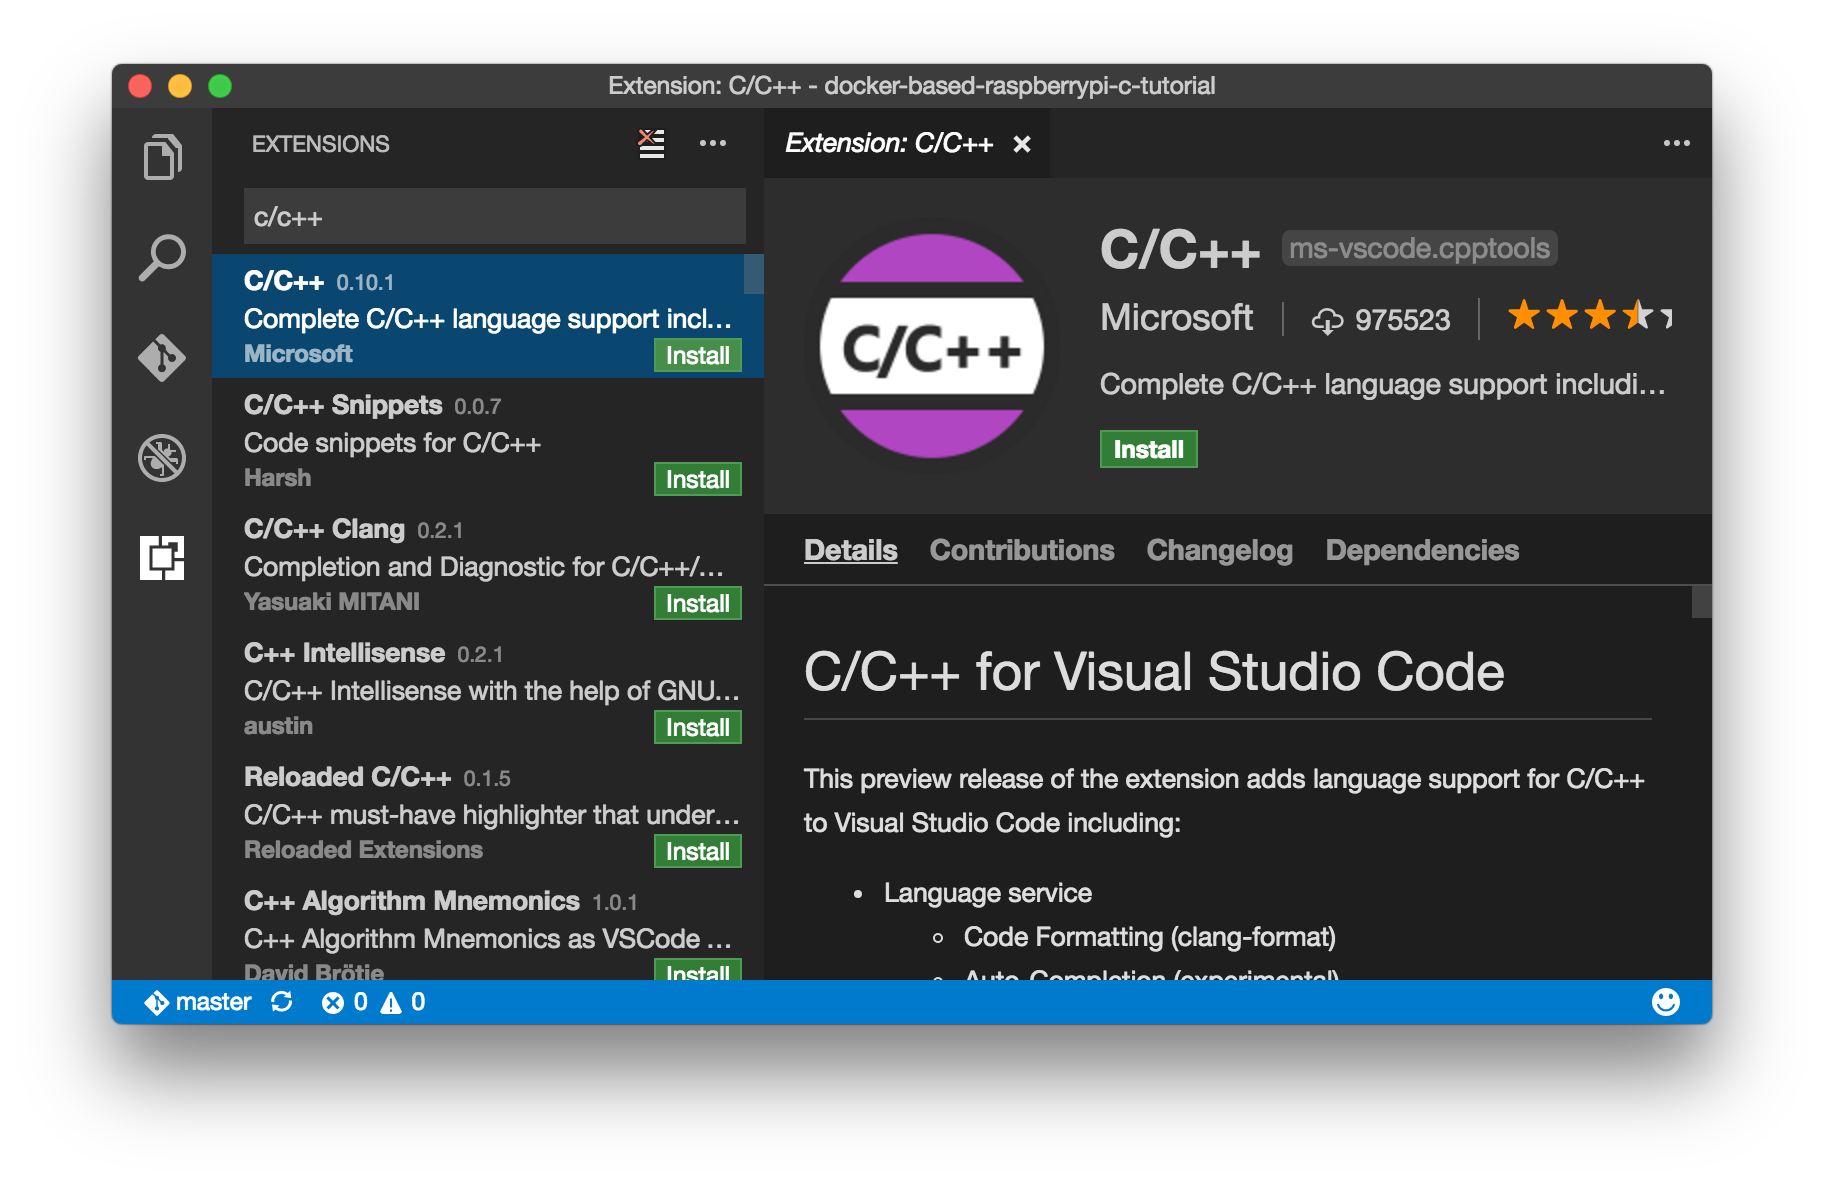 Extension: C/C++ - docker-based-raspberrypi-c-tutorial
EXTENSIONS
c/c++
C/C++ 0.10.1
Complete C/C++ language support incl...
Microsoft
Install
C/C++ Snippets 0.0.7
Code snippets for C/C++
Harsh
Install
C/C++ Clang 0.2.1
Completion and Diagnostic for C/C++/...
Yasuaki MITANI
Install
C++ Intellisense 0.2.1
C/C++ Intellisense with the help of GNU...
austin
Install
Reloaded C/C++ 0.1.5
C/C++ must-have highlighter that under...
Reloaded Extensions
Install
C++ Algorithm Mnemonics 1.0.1
C++ Algorithm Mnemonics as VSCode ...
David Brötje
Install
Extension: C/C++
C/C++
C/C++ ms-vscode.cpptools
Microsoft 975523
Complete C/C++ language support includi...
Install
Details Contributions Changelog Dependencies
C/C++ for Visual Studio Code
This preview release of the extension adds language support for C/C++
to Visual Studio Code including:
Language service
Code Formatting (clang-format)
Auto-Completion (experimental)
master 0 0